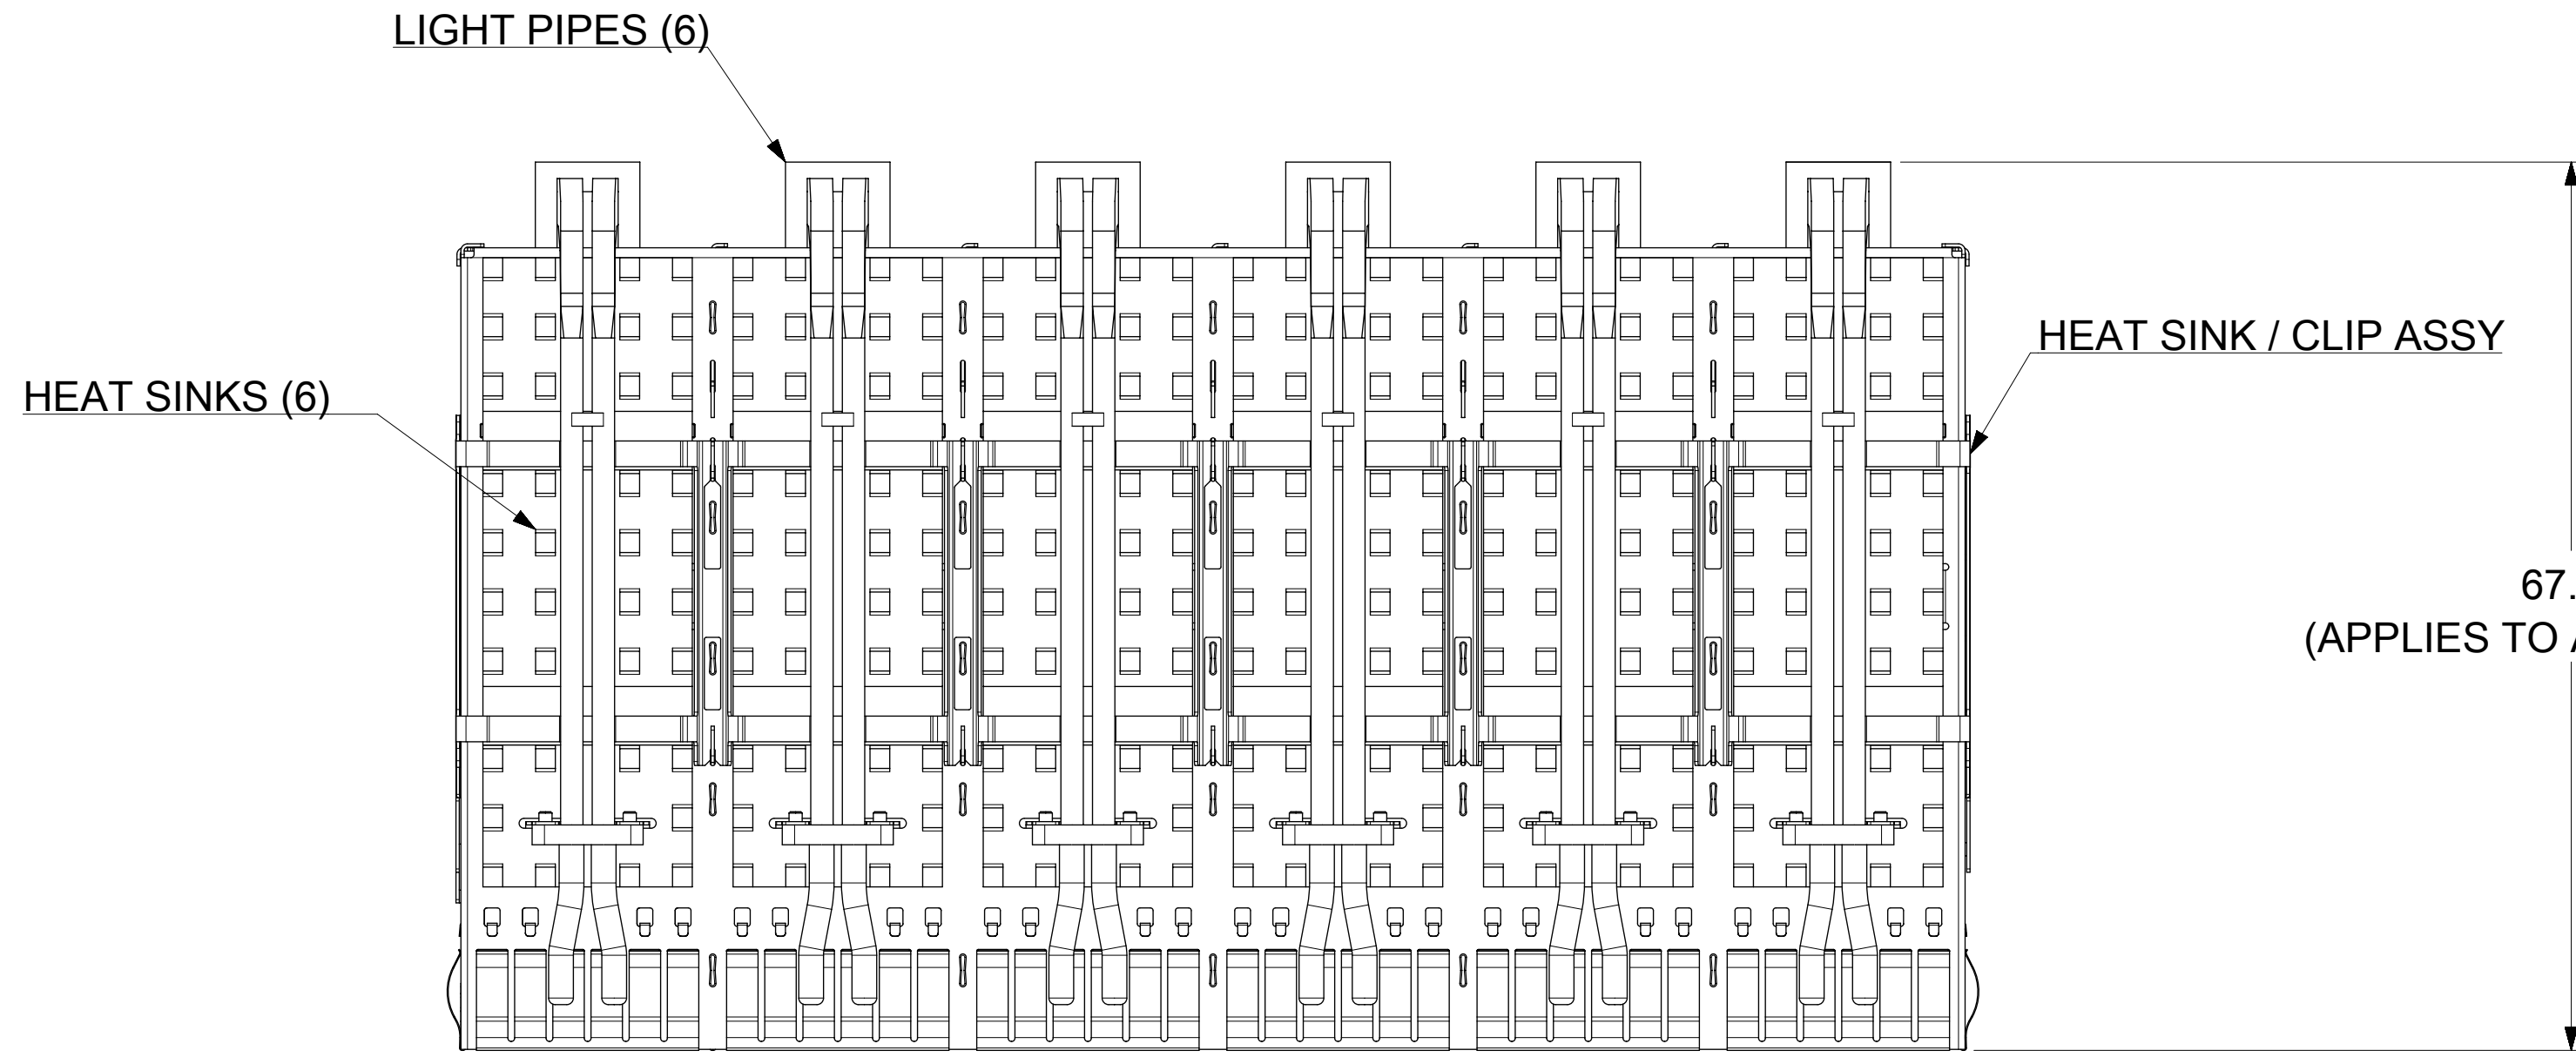 LIGHT PIPES (6)
HEAT SINK / CLIP ASSY
HEAT SINKS (6)
67.
(APPLIES TO